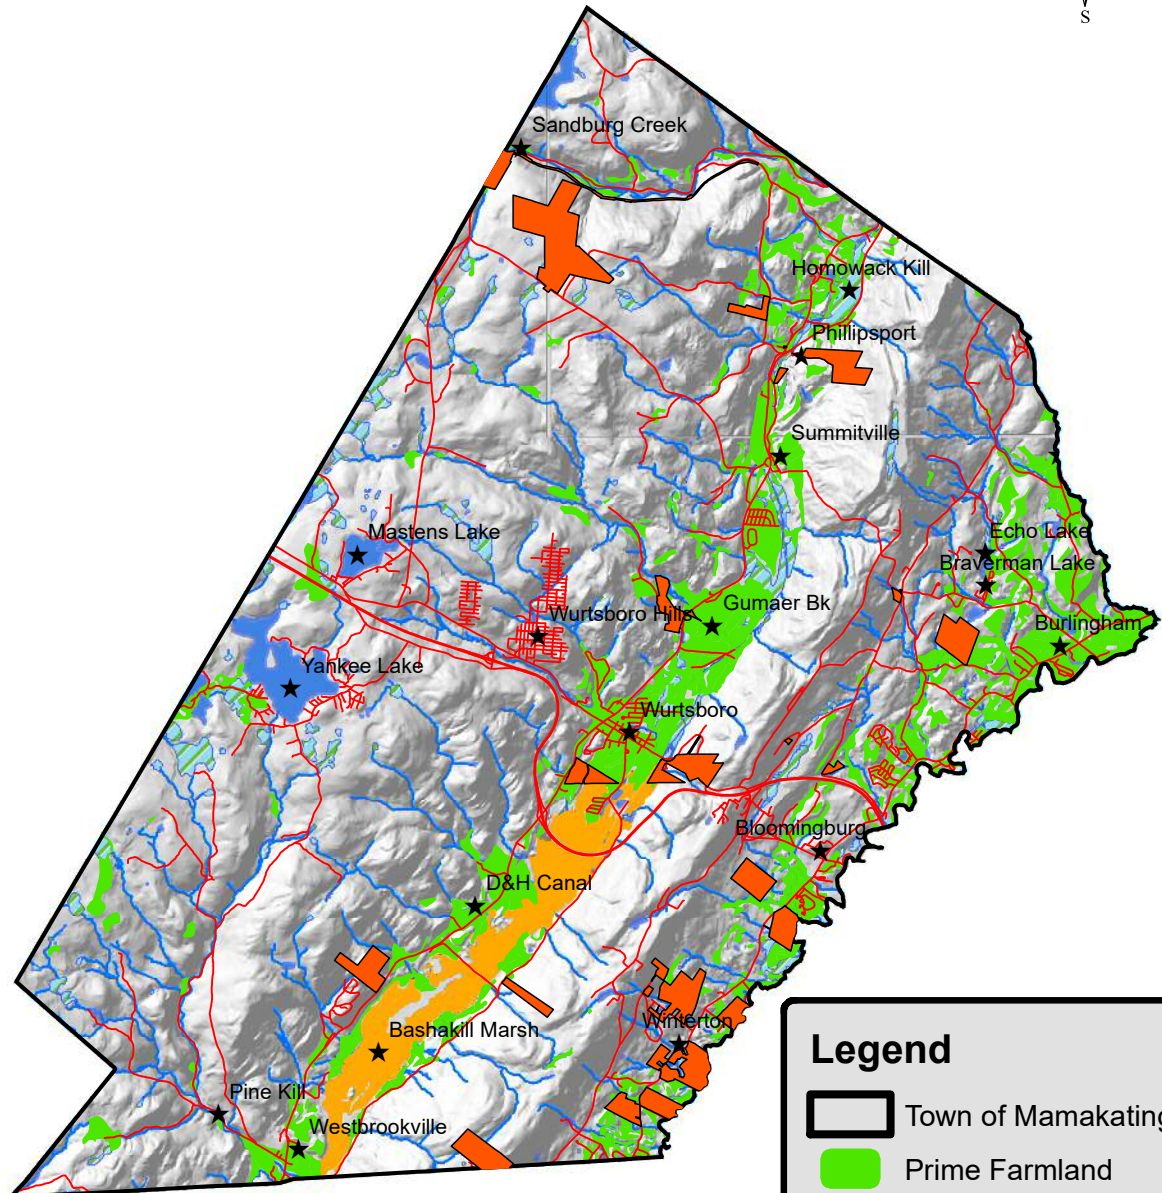 S
Sandburg Creek
Homowack Kill
Phillipsport
Summitville
Mastens Lake
Echo Lake
Braverman Lake
Gumaer Bk
Wurtsboro Hills
Burlingham
Yankee Lake
Wurtsboro
Bloomingburg
D&H Canal
Winterton
Bashakill Marsh
Pine Kill
Westbrookville
Legend
Town of Mamakating
Prime Farmland